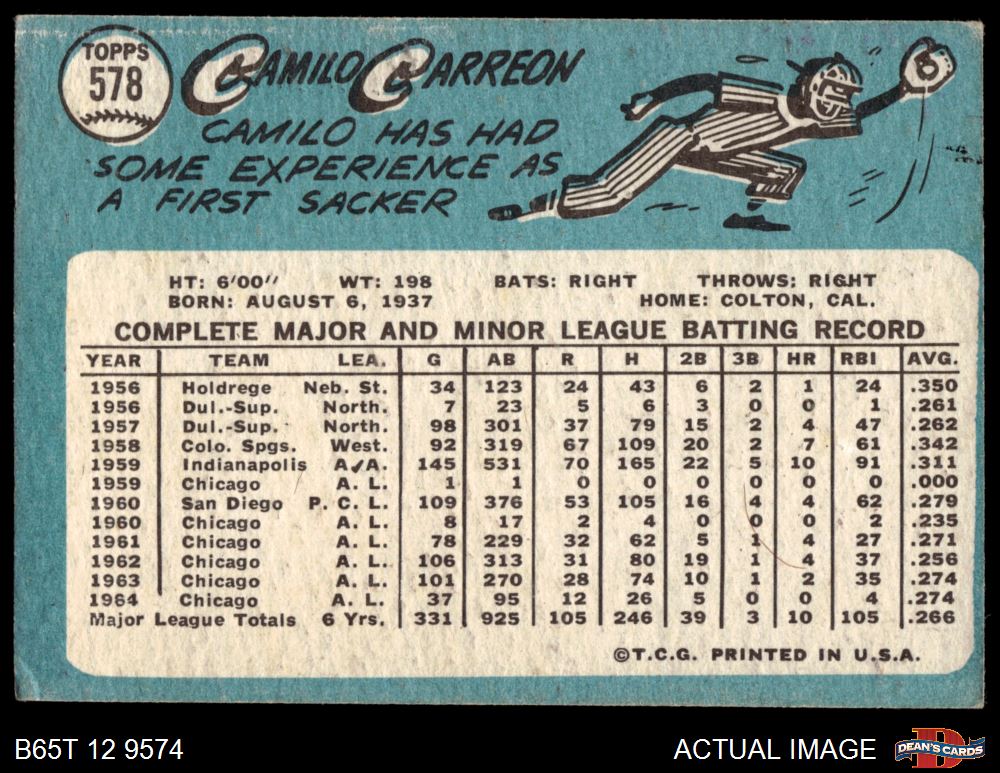 TOPPS
578
CAMILO CARREON
CAMILO HAS HAD
SOME EXPERIENCE AS
A FIRST SACKER
HT: 6'00" WT: 198 BATS: RIGHT THROWS: RIGHT
BORN: AUGUST 6, 1937 HOME: COLTON, CAL.
COMPLETE MAJOR AND MINOR LEAGUE BATTING RECORD
YEAR TEAM LEA. G AB R H 2B 3B HR RBI AVG.
1956 Holdrege Neb. St. 34 123 24 43 6 2 1 24 .350
1956 Dul.-Sup. North. 7 23 5 6 3 0 0 1 .261
1957 Dul.-Sup. North. 98 301 37 79 15 2 4 47 .262
1958 Colo. Spgs. West. 92 319 67 109 20 2 7 61 .342
1959 Indianapolis A.A. 145 531 70 165 22 5 10 91 .311
1959 Chicago A. L. 1 1 0 0 0 0 0 0 .000
1960 San Diego P. C. L. 109 376 53 105 16 4 4 62 .279
1960 Chicago A. L. 8 17 2 4 0 0 0 2 .235
1961 Chicago A. L. 78 229 32 62 5 1 4 27 .271
1962 Chicago A. L. 106 313 31 80 19 1 4 37 .256
1963 Chicago A. L. 101 270 28 74 10 1 2 35 .274
1964 Chicago A. L. 37 95 12 26 5 0 0 4 .274
Major League Totals 6 Yrs. 331 925 105 246 39 3 10 105 .266
©T.C.G. PRINTED IN U.S.A.
B65T 12 9574 ACTUAL IMAGE
D
DEAN'S CARDS